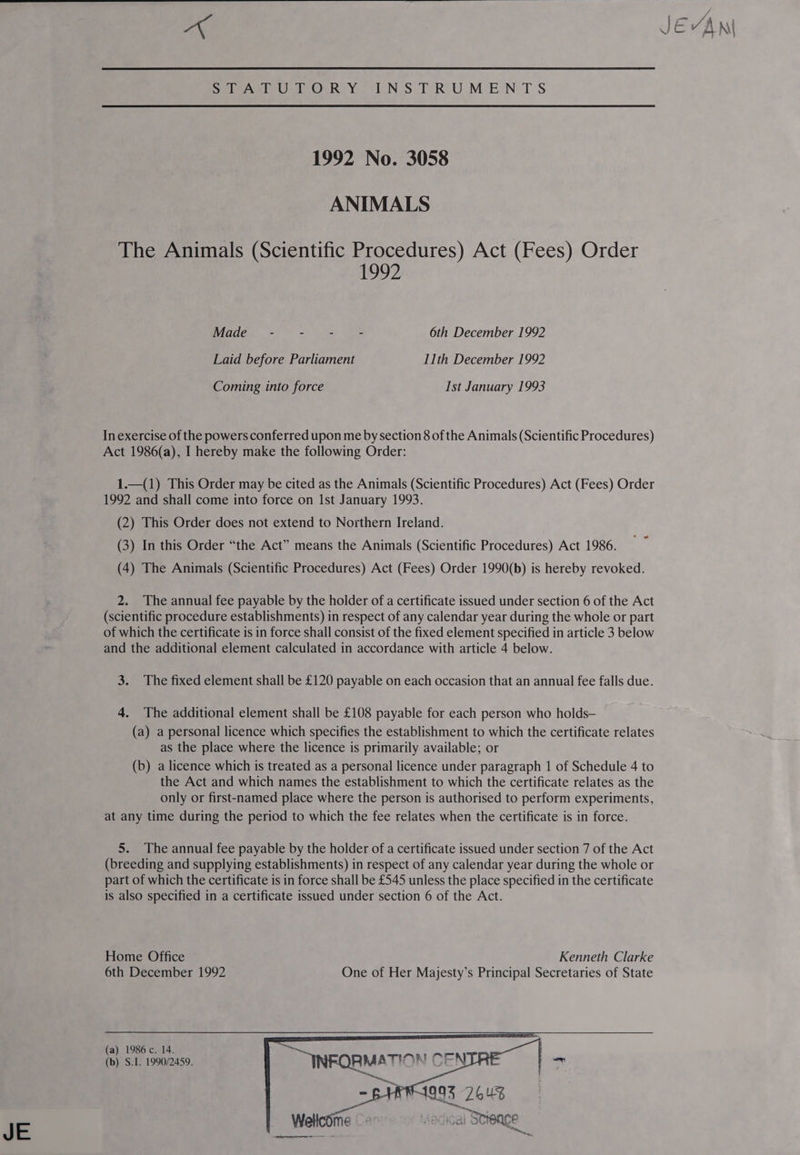 JE/ANI
STATUTORY INSTRUMENTS
1992 No. 3058
ANIMALS
The Animals (Scientific Procedures) Act (Fees) Order
1992
Made - - - - 6th December 1992
Laid before Parliament 11th December 1992
Coming into force 1st January 1993
In exercise of the powers conferred upon me by section 8 of the Animals (Scientific Procedures)
Act 1986(a), I hereby make the following Order:
1.—(1) This Order may be cited as the Animals (Scientific Procedures) Act (Fees) Order
1992 and shall come into force on 1st January 1993.
(2) This Order does not extend to Northern Ireland.
(3) In this Order “the Act” means the Animals (Scientific Procedures) Act 1986.
(4) The Animals (Scientific Procedures) Act (Fees) Order 1990(b) is hereby revoked.
2. The annual fee payable by the holder of a certificate issued under section 6 of the Act
(scientific procedure establishments) in respect of any calendar year during the whole or part
of which the certificate is in force shall consist of the fixed element specified in article 3 below
and the additional element calculated in accordance with article 4 below.
3. The fixed element shall be £120 payable on each occasion that an annual fee falls due.
4. The additional element shall be £108 payable for each person who holds–
(a) a personal licence which specifies the establishment to which the certificate relates
as the place where the licence is primarily available; or
(b) a licence which is treated as a personal licence under paragraph 1 of Schedule 4 to
the Act and which names the establishment to which the certificate relates as the
only or first-named place where the person is authorised to perform experiments,
at any time during the period to which the fee relates when the certificate is in force.
5. The annual fee payable by the holder of a certificate issued under section 7 of the Act
(breeding and supplying establishments) in respect of any calendar year during the whole or
part of which the certificate is in force shall be £545 unless the place specified in the certificate
is also specified in a certificate issued under section 6 of the Act.
Home Office Kenneth Clarke
6th December 1992 One of Her Majesty’s Principal Secretaries of State
(a) 1986 c. 14.
(b) S.I. 1990/2459.
INFORMATION CENTRE
1993 2648
Wellcome Medical Science
JE